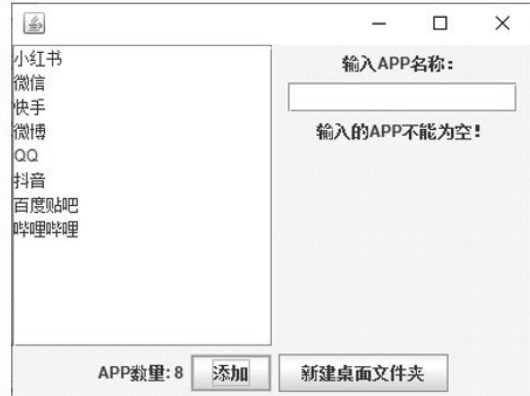 小红书
微信
快手
微博
QQ
抖音
百度贴吧
哔哩哔哩
输入APP名称：
输入的APP不能为空！
APP数量: 8
添加
新建桌面文件夹